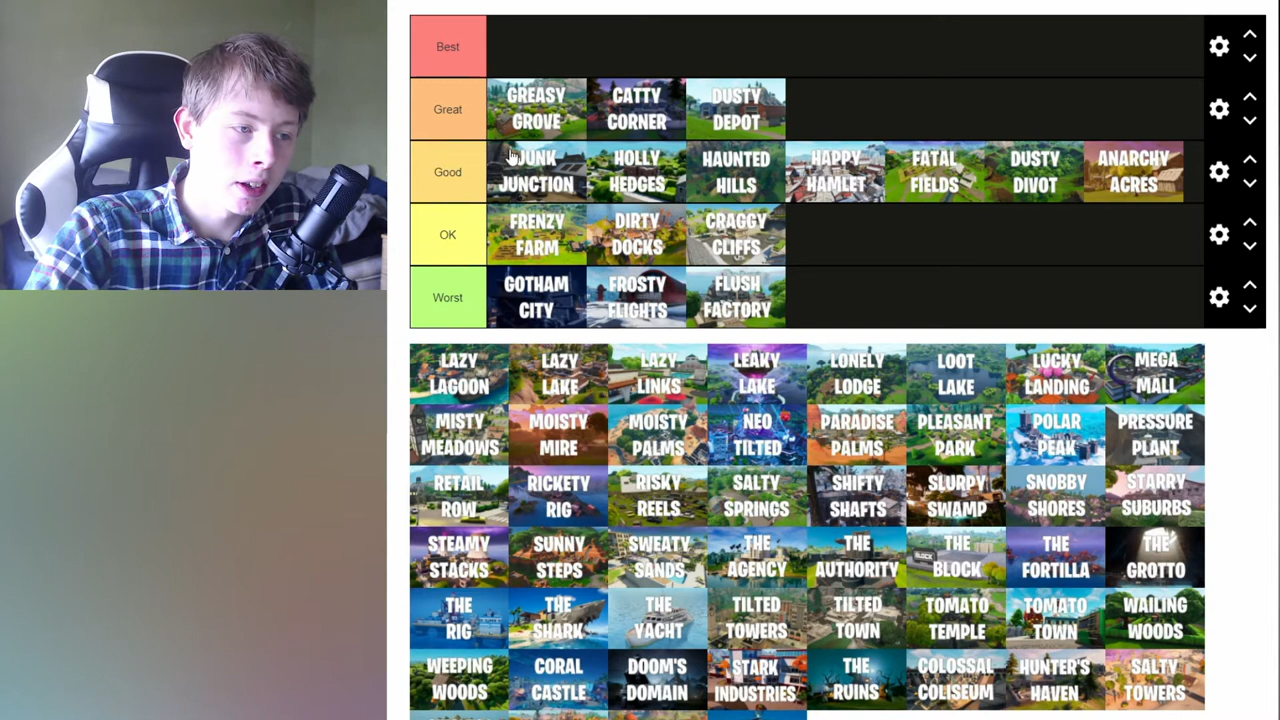 Best
Great
GREASY GROVE
CATTY CORNER
DUSTY DEPOT
Good
JUNK JUNCTION
HOLLY HEDGES
HAUNTED HILLS
HAPPY HAMLET
FATAL FIELDS
DUSTY DIVOT
ANARCHY ACRES
OK
FRENZY FARM
DIRTY DOCKS
CRAGGY CLIFFS
Worst
GOTHAM CITY
FROSTY FLIGHTS
FLUSH FACTORY
LAZY LAGOON
LAZY LAKE
LAZY LINKS
LEAKY LAKE
LONELY LODGE
LOOT LAKE
LUCKY LANDING
MEGA MALL
MISTY MEADOWS
MOISTY MIRE
MOISTY PALMS
NEO TILTED
PARADISE PALMS
PLEASANT PARK
POLAR PEAK
PRESSURE PLANT
RETAIL ROW
RICKETY RIG
RISKY REELS
SALTY SPRINGS
SHIFTY SHAFTS
SLURPY SWAMP
SNOBBY SHORES
STARRY SUBURBS
STEAMY STACKS
SUNNY STEPS
SWEATY SANDS
THE AGENCY
THE AUTHORITY
THE BLOCK
THE FORTILLA
THE GROTTO
THE RIG
THE SHARK
THE YACHT
TILTED TOWERS
TILTED TOWN
TOMATO TEMPLE
TOMATO TOWN
WAILING WOODS
WEEPING WOODS
CORAL CASTLE
DOOM'S DOMAIN
STARK INDUSTRIES
THE RUINS
COLOSSAL COLISEUM
HUNTER'S HAVEN
SALTY TOWERS